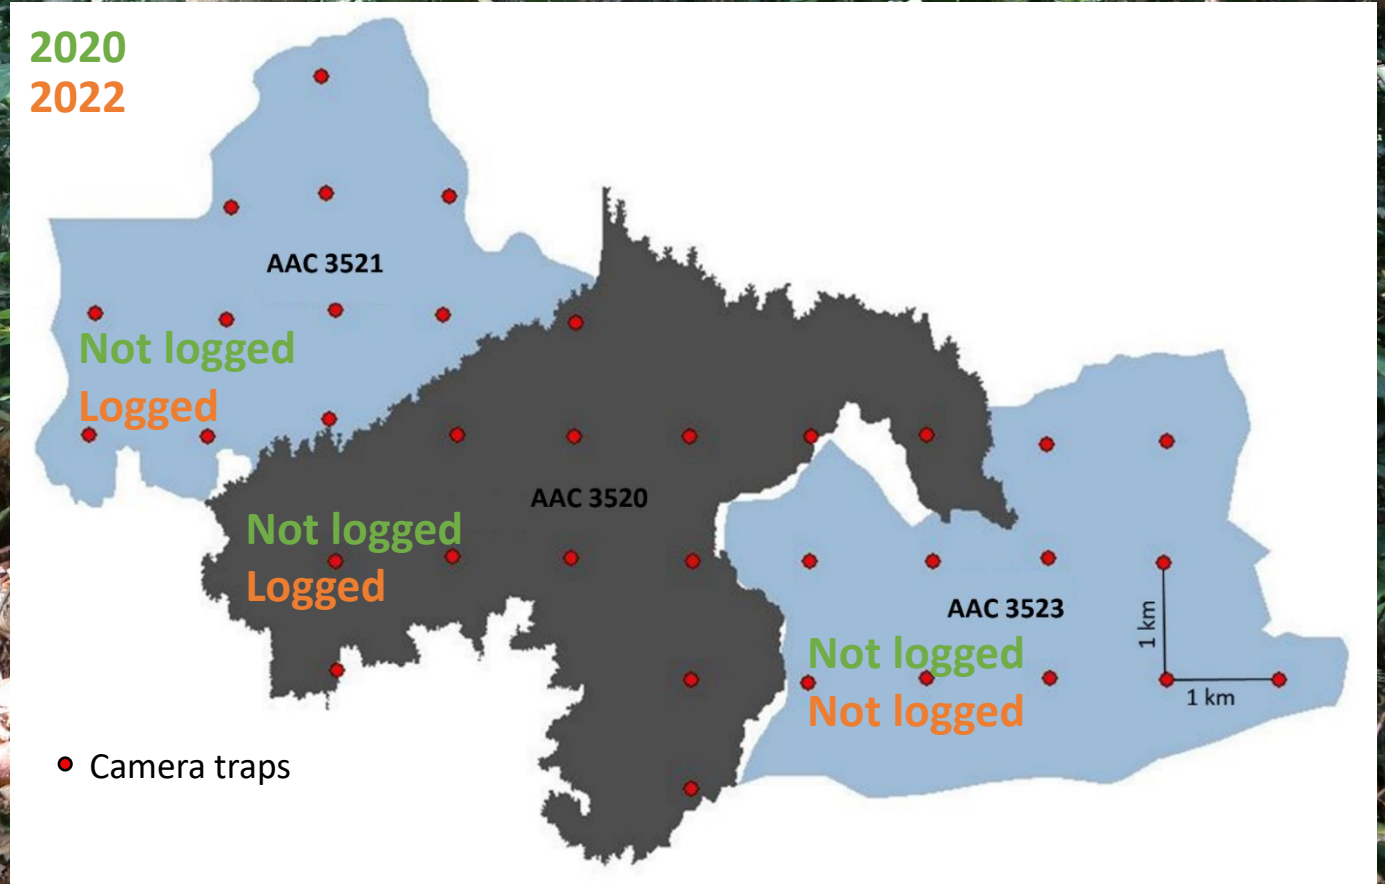 2020
2022
AAC 3521
Not logged
Logged
AAC 3520
Not logged
Logged
AAC 3523
Not logged
Not logged
1 km
1 km
Camera traps